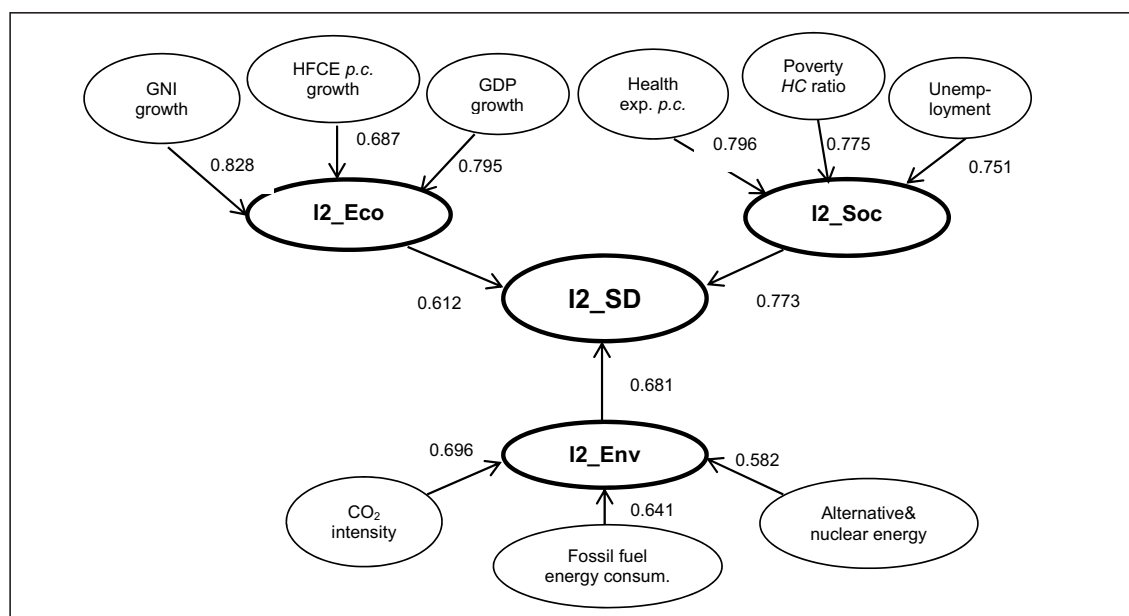 GNI
growth
HFCE p.c.
growth
GDP
growth
Health
exp. p.c.
Poverty
HC ratio
Unemp-
loyment
0.828
0.687
0.795
0.796
0.775
0.751
I2_Eco
I2_Soc
I2_SD
0.612
0.773
0.681
I2_Env
0.696
0.641
0.582
CO₂
intensity
Fossil fuel
energy consum.
Alternative&
nuclear energy